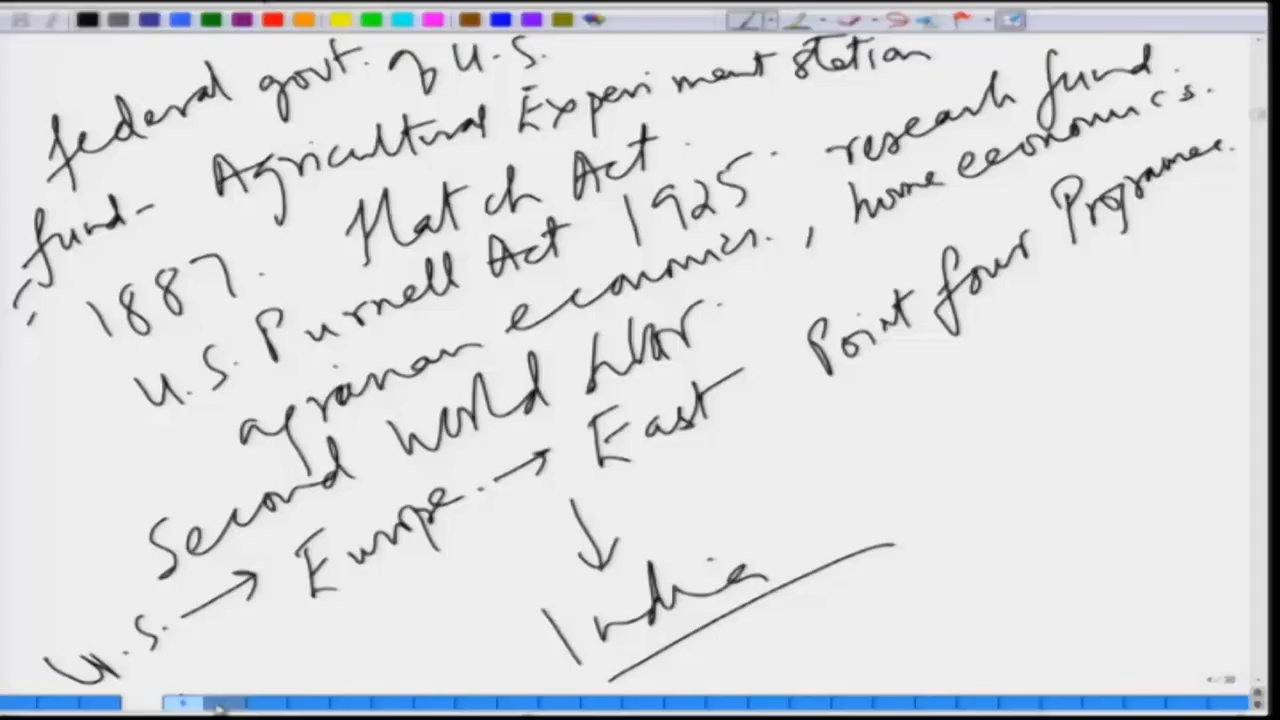 federal govt. of U.S.
fund- Agricultural Experiment station
1887. Hatch Act.
U.S. Purnell Act 1925. research fund.
agrarian economics., home economics.
Second World War.
Point four Programme.
U.S. → Europe. → East
↓
India